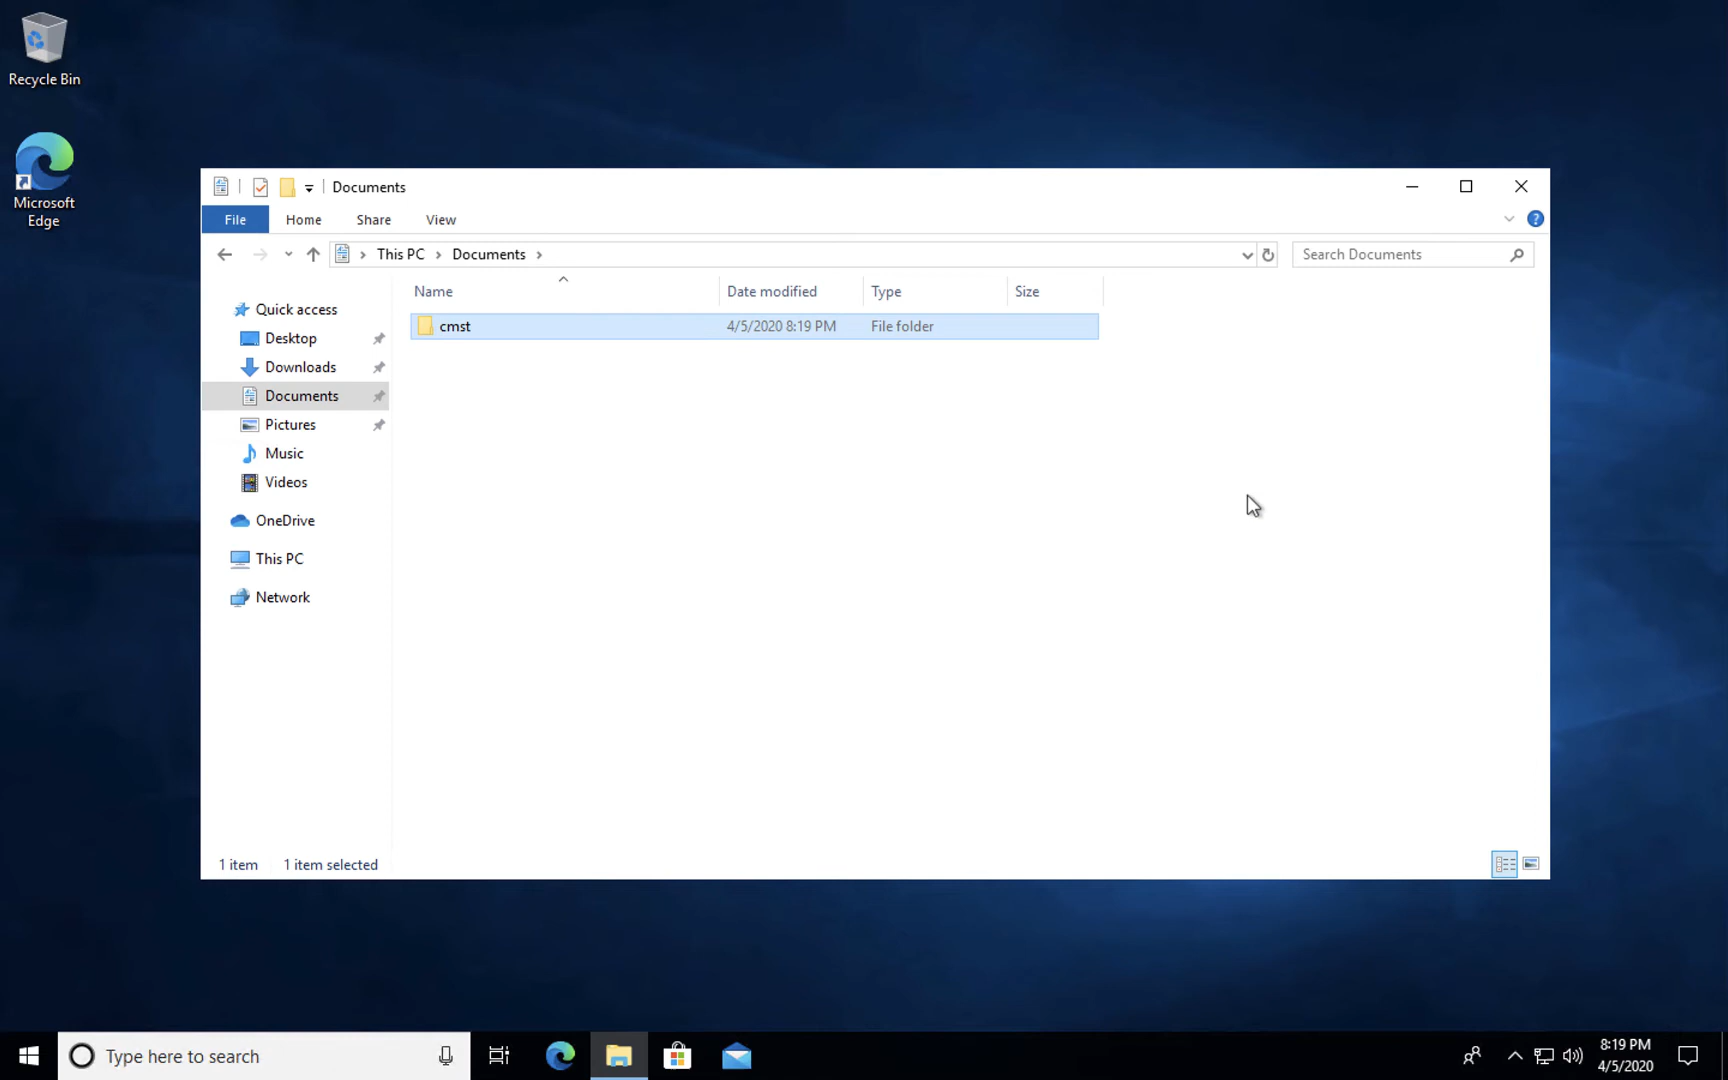 Recycle Bin
Microsoft
Edge
Documents
File Home Share View
This PC Documents
Search Documents
Name Date modified Type Size
cmst 4/5/2020 8:19 PM File folder
Quick access
Desktop
Downloads
Documents
Pictures
Music
Videos
OneDrive
This PC
Network
1 item 1 item selected
Type here to search
8:19 PM
4/5/2020